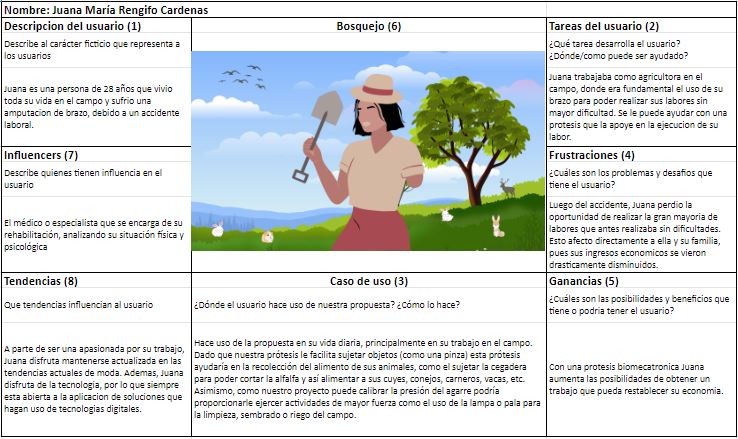 Nombre: Juana María Rengifo Cardenas
Descripcion del usuario (1)
Describe al carácter ficticio que representa a
los usuarios
Juana es una persona de 28 años que vivio
toda su vida en el campo y sufrio una
amputacion de brazo, debido a un accidente
laboral.
Influencers (7)
Describe quienes tienen influencia en el
usuario
El médico o especialista que se encarga de su
rehabilitación, analizando su situación física y
psicológica
Bosquejo (6)
Tareas del usuario (2)
¿Qué tarea desarrolla el usuario?
¿Dónde/como puede ser ayudado?
Juana trabajaba como agricultora en el
campo, donde era fundamental el uso de su
brazo para poder realizar sus labores sin
mayor dificultad. Se le puede ayudar con una
protesis que la apoye en la ejecucion de su
labor.
Frustraciones (4)
¿Cuáles son los problemas y desafios que
tiene el usuario?
Luego del accidente, Juana perdio la
oportunidad de realizar la gran mayoria de
labores que antes realizaba sin dificultades.
Esto afecto directamente a ella y su familia,
pues sus ingresos economicos se vieron
drasticamente disminuidos.
Tendencias (8)
Que tendencias influencian al usuario
A parte de ser una apasionada por su trabajo,
Juana disfruta mantenerse actualizada en las
tendencias actuales de moda. Ademas, Juana
disfruta de la tecnologia, por lo que siempre
esta abierta a la aplicacion de soluciones que
hagan uso de tecnologias digitales.
Caso de uso (3)
¿Dónde el usuario hace uso de nuestra propuesta? ¿Cómo lo hace?
Hace uso de la propuesta en su vida diaria, principalmente en su trabajo en el campo.
Dado que nuestra prótesis le facilita sujetar objetos (como una pinza) esta prótesis
ayudaría en la recolección del alimento de sus animales, como el sujetar la cegadera
para poder cortar la alfalfa y así alimentar a sus cuyes, conejos, carneros, vacas, etc.
Asimismo, como nuestro proyecto puede calibrar la presión del agarre podría
proporcionarle ejercer actividades de mayor fuerza como el uso de la lampa o pala para
la limpieza, sembrado o riego del campo.
Ganancias (5)
¿Cuáles son las posibilidades y beneficios que
tiene o podria tener el usuario?
Con una protesis biomecatronica Juana
aumenta las posibilidades de obtener un
trabajo que pueda restablecer su economia.